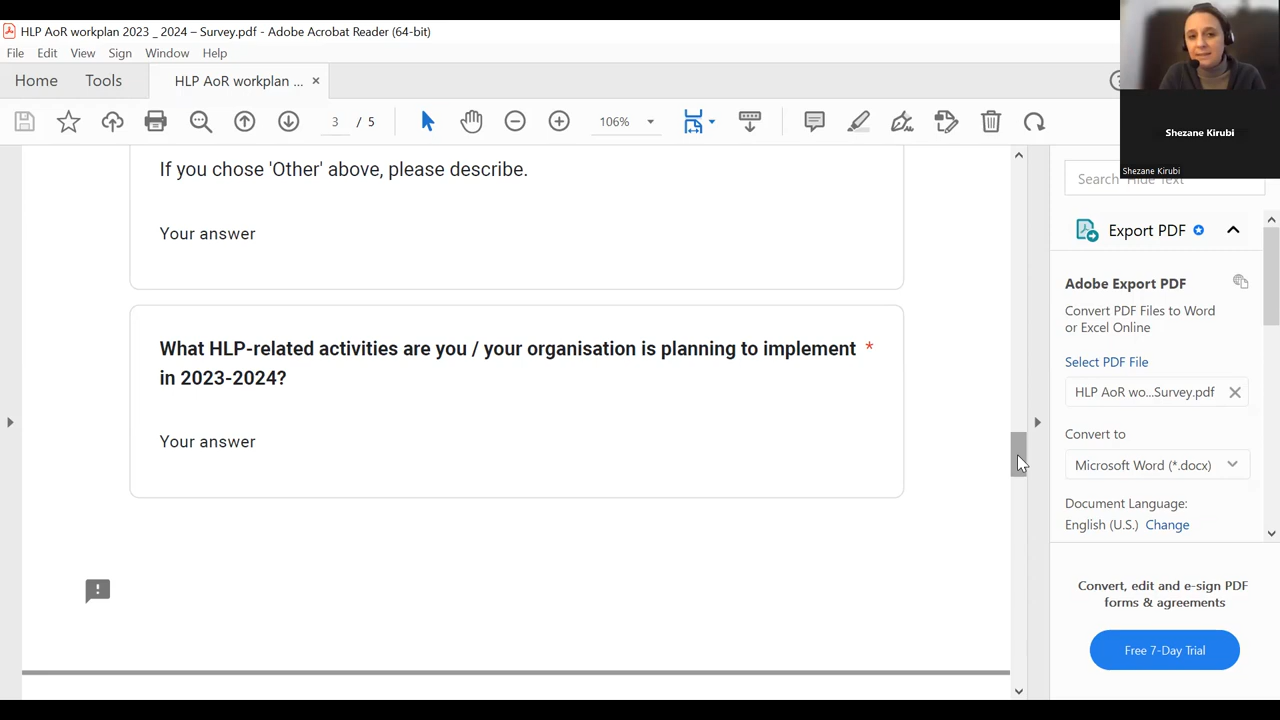 HLP AoR workplan 2023 _ 2024 – Survey.pdf - Adobe Acrobat Reader (64-bit)
File Edit View Sign Window Help
Home Tools HLP AoR workplan ... ×
3 / 5 106%
Shezane Kirubi
Shezane Kirubi
If you chose 'Other' above, please describe.
Your answer
What HLP-related activities are you / your organisation is planning to implement *
in 2023-2024?
Your answer
Search 'Hide Text'
Export PDF
Adobe Export PDF
Convert PDF Files to Word
or Excel Online
Select PDF File
HLP AoR wo...Survey.pdf
Convert to
Microsoft Word (*.docx)
Document Language:
English (U.S.) Change
Convert, edit and e-sign PDF
forms & agreements
Free 7-Day Trial